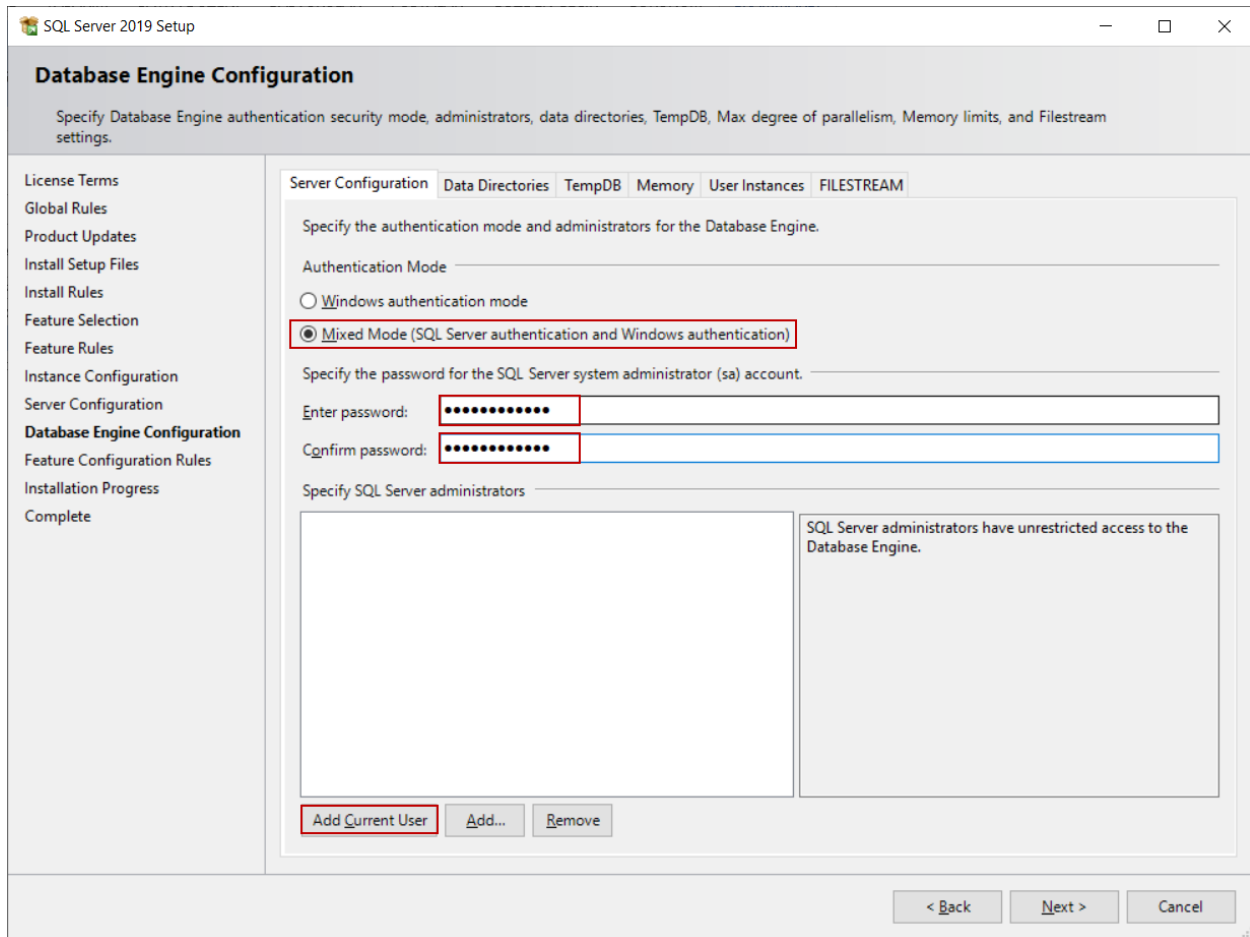 SQL Server 2019 Setup
Database Engine Configuration
Specify Database Engine authentication security mode, administrators, data directories, TempDB, Max degree of parallelism, Memory limits, and Filestream
settings.
License Terms
Global Rules
Product Updates
Install Setup Files
Install Rules
Feature Selection
Feature Rules
Instance Configuration
Server Configuration
Database Engine Configuration
Feature Configuration Rules
Installation Progress
Complete
Server Configuration Data Directories TempDB Memory User Instances FILESTREAM
Specify the authentication mode and administrators for the Database Engine.
Authentication Mode
Windows authentication mode
Mixed Mode (SQL Server authentication and Windows authentication)
Specify the password for the SQL Server system administrator (sa) account.
Enter password: ●●●●●●●●●●●●
Confirm password: ●●●●●●●●●●●●
Specify SQL Server administrators
SQL Server administrators have unrestricted access to the
Database Engine.
Add Current User Add... Remove
< Back Next > Cancel